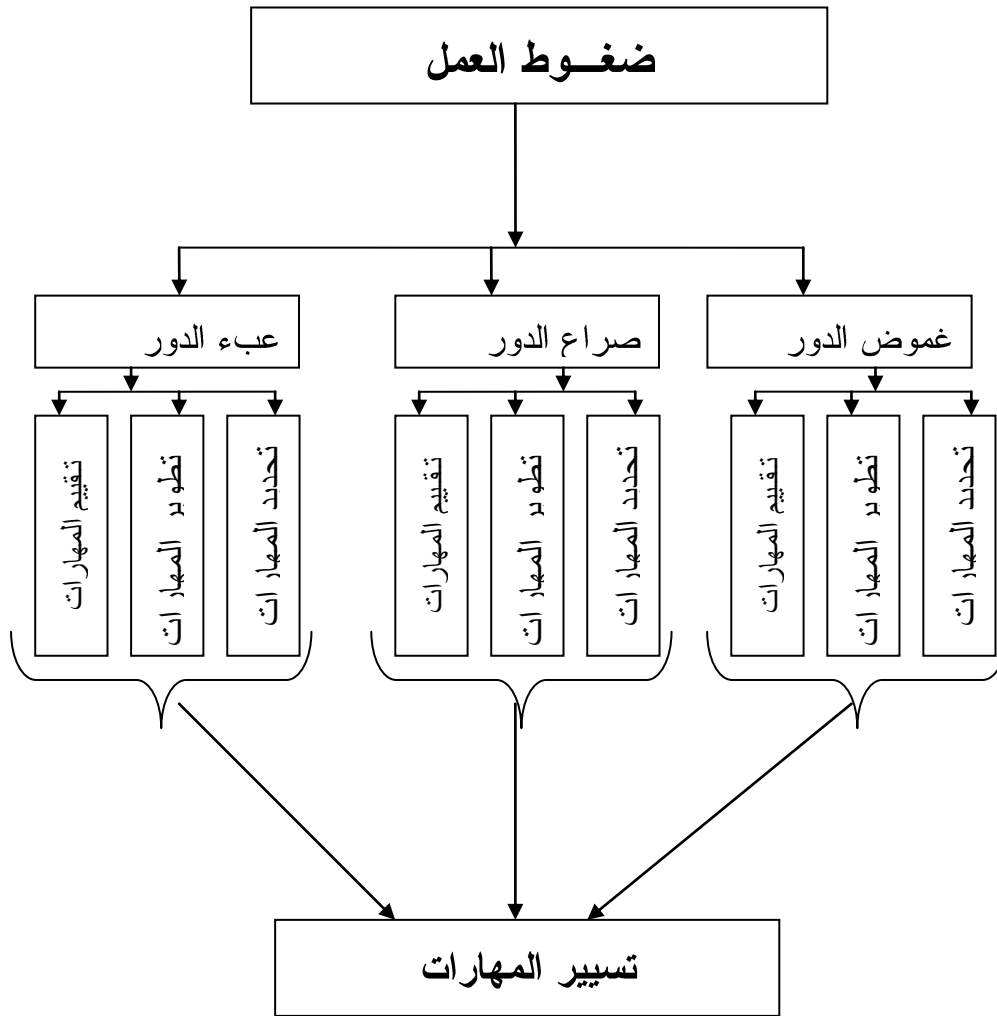 ضغـــوط العمل
غموض الدور
صراع الدور
عبء الدور
تحديد المهارات
تطوير المهارات
تقييم المهارات
تحديد المهارات
تطوير المهارات
تقييم المهارات
تحديد المهارات
تطوير المهارات
تقييم المهارات
تسيير المهارات